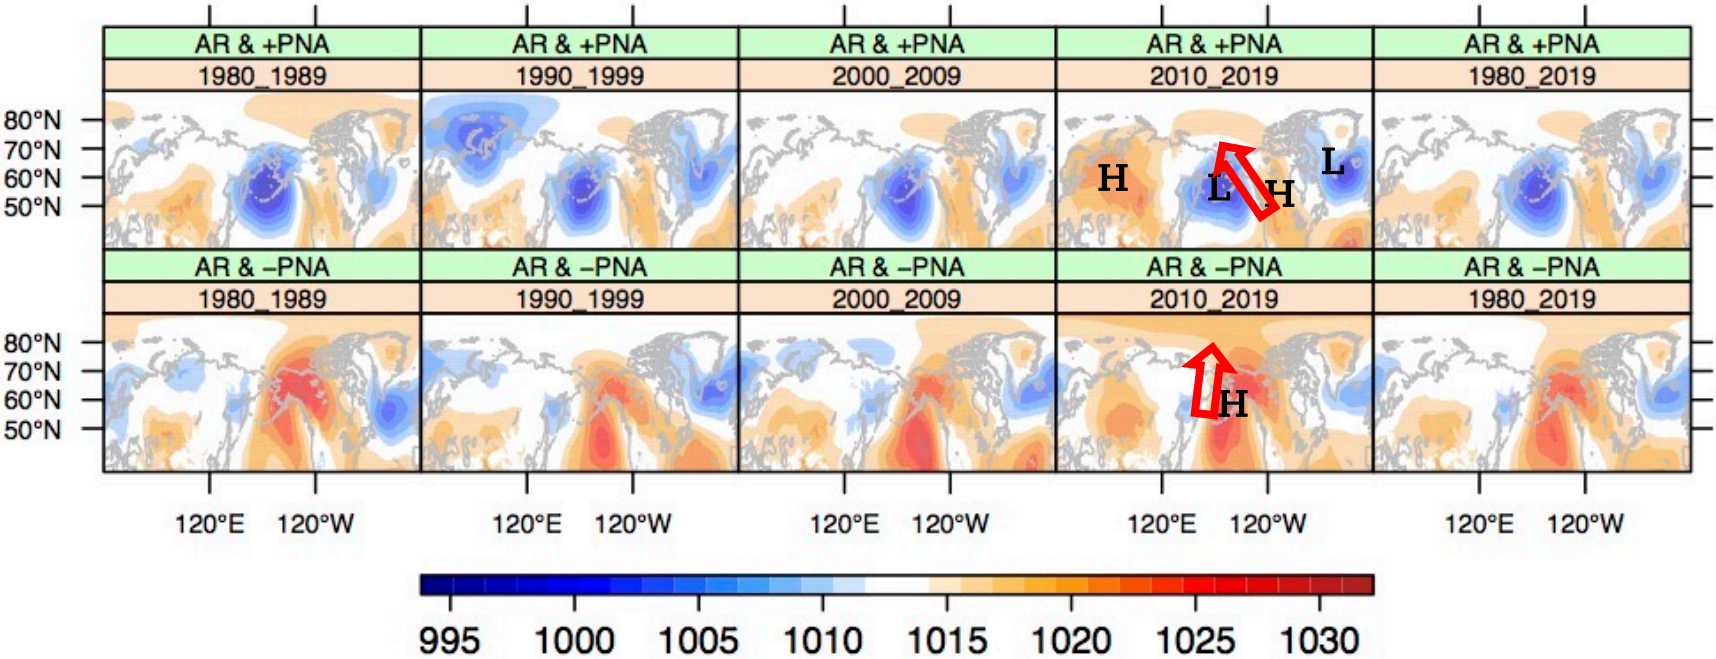 AR & +PNA AR & +PNA AR & +PNA AR & +PNA AR & +PNA
1980_1989 1990_1999 2000_2009 2010_2019 1980_2019
80°N
70°N
60°N
50°N
H L H L
AR & −PNA AR & −PNA AR & −PNA AR & −PNA AR & −PNA
1980_1989 1990_1999 2000_2009 2010_2019 1980_2019
80°N
70°N
60°N
50°N
H
120°E 120°W 120°E 120°W 120°E 120°W 120°E 120°W 120°E 120°W
995 1000 1005 1010 1015 1020 1025 1030